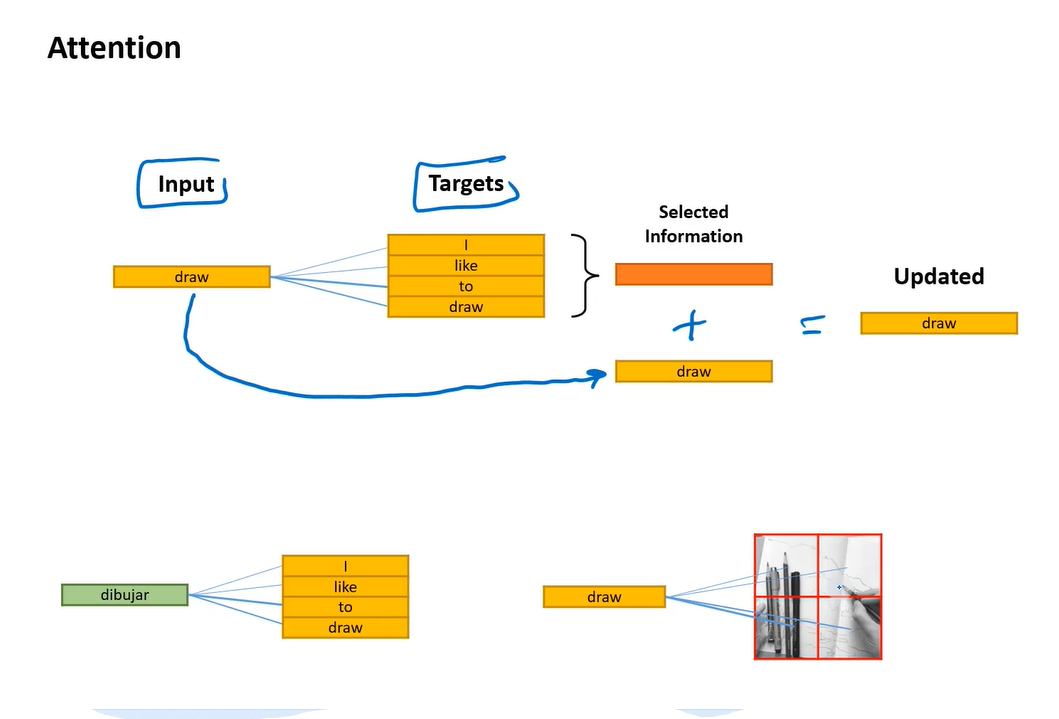 Attention
Input
Targets
draw
I
like
to
draw
Selected
Information
+
draw
=
Updated
draw
dibujar
I
like
to
draw
draw